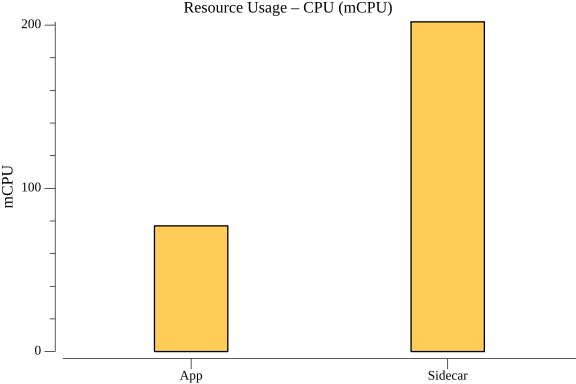 Resource Usage – CPU (mCPU)
200
100
0
mCPU
App
Sidecar